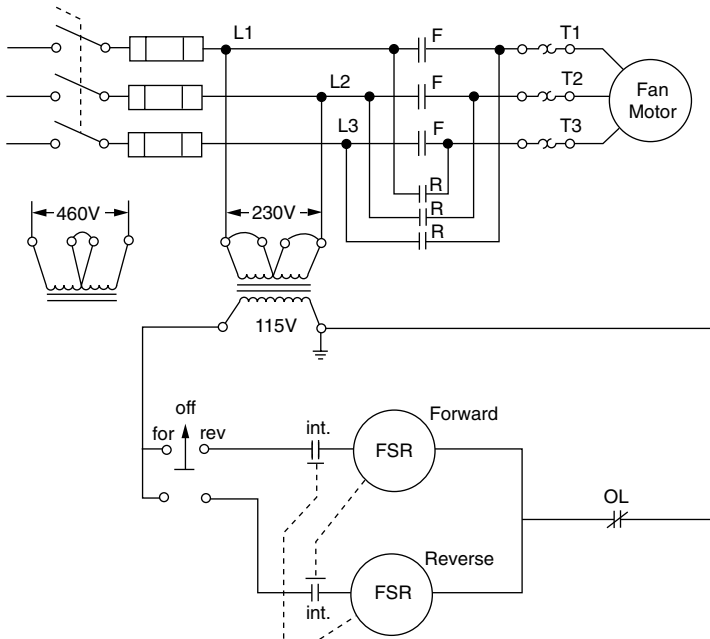 L1
F
T1
L2
F
T2
Fan
Motor
L3
F
T3
R
R
R
460V
230V
115V
off
for
rev
int.
FSR
Forward
OL
Reverse
FSR
int.